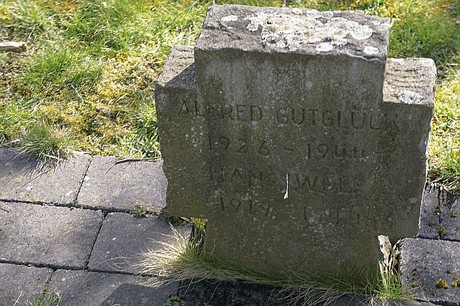 ALFRED GUTGLÜCK
1926 - 1944
HANS WOLF